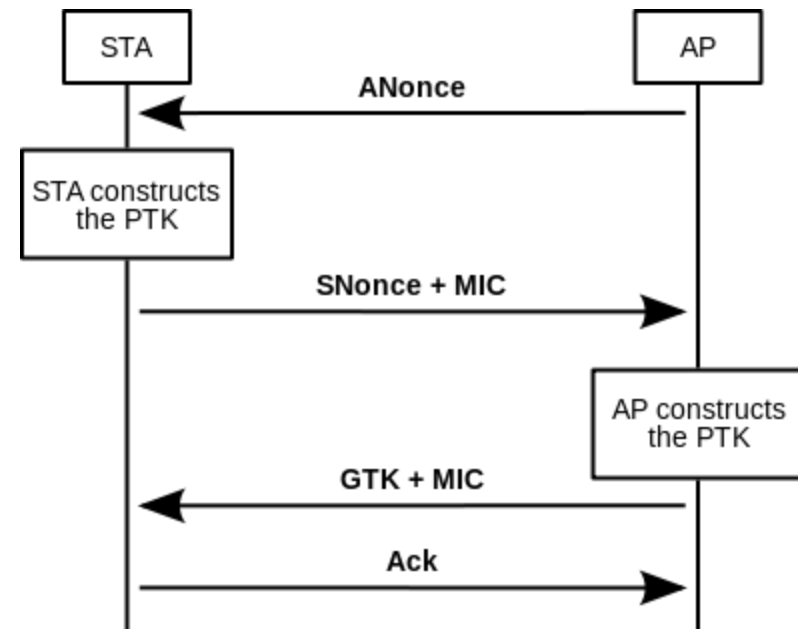 STA
AP
ANonce
STA constructs
the PTK
SNonce + MIC
AP constructs
the PTK
GTK + MIC
Ack